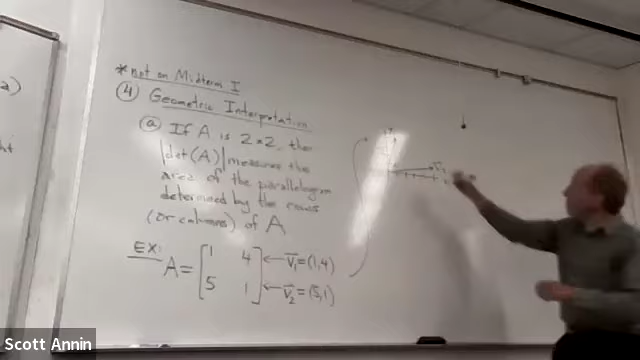 * not on Midterm I
④ Geometric Interpretation
ⓐ If A is 2×2, then
|det(A)| measures the
area of the parallelogram
determined by the rows
(or columns) of A.
EX: A = [1 4 ← V₁ = (1,4)
5 1] ← V₂ = (5,1)
Scott Annin